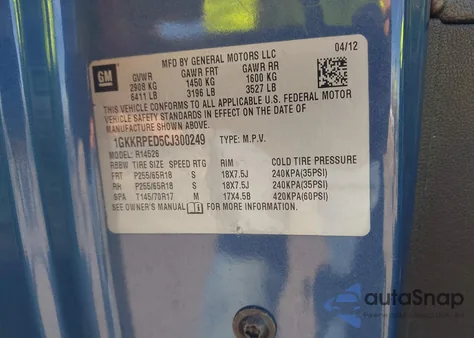 GM
MFD BY GENERAL MOTORS LLC 04/12
GVWR GAWR FRT GAWR RR
2908 KG 1450 KG 1600 KG
6411 LB 3196 LB 3527 LB
THIS VEHICLE CONFORMS TO ALL APPLICABLE U.S. FEDERAL MOTOR
VEHICLE SAFETY STANDARDS IN EFFECT ON THE DATE OF
MANUFACTURE SHOWN ABOVE.
1GKKRPED5CJ300249 TYPE: M.P.V.
MODEL: R14526
TIRE SIZE SPEED RTG RIM COLD TIRE PRESSURE
FRT P255/65R18 S 18X7.5J 240KPA(35PSI)
RH P255/65R18 S 18X7.5J 240KPA(35PSI)
SPA T145/70R17 M 17X4.5B 420KPA(60PSI)
SEE OWNER'S MANUAL FOR MORE INFORMATION.
autoSnap